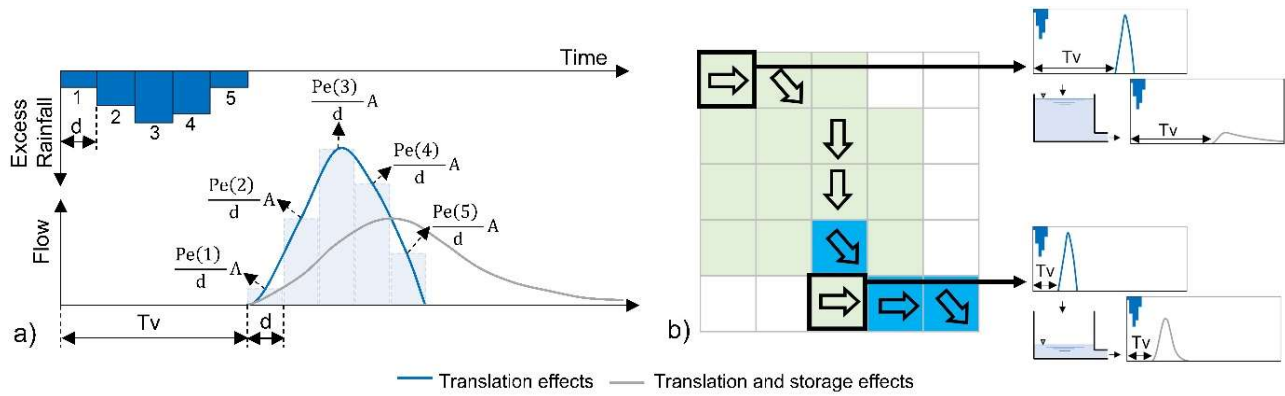 Time
Excess
Rainfall
1
2
3
4
5
d
Flow
Pe(1)/d A
Pe(2)/d A
Pe(3)/d A
Pe(4)/d A
Pe(5)/d A
Tv
d
a)
b)
Tv
Tv
Tv
Tv
Translation effects
Translation and storage effects